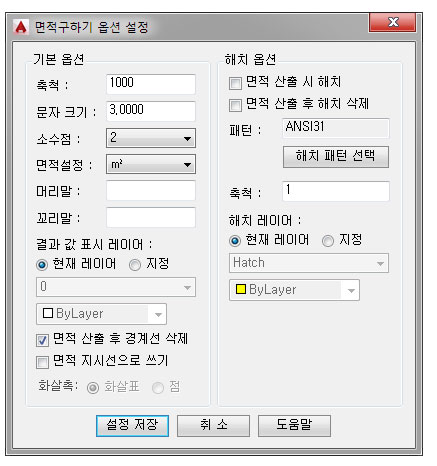 면적구하기 옵션 설정
기본 옵션
축척 : 1000
문자 크기 : 3,0000
소수점 : 2
면적설정 : m²
머리말 :
꼬리말 :
결과 값 표시 레이어 :
현재 레이어 지정
0
ByLayer
면적 산출 후 경계선 삭제
면적 지시선으로 쓰기
화살촉: 화살표 점
해치 옵션
면적 산출 시 해치
면적 산출 후 해치 삭제
패턴 : ANSI31
해치 패턴 선택
축척 : 1
해치 레이어 :
현재 레이어 지정
Hatch
ByLayer
설정 저장 취 소 도움말